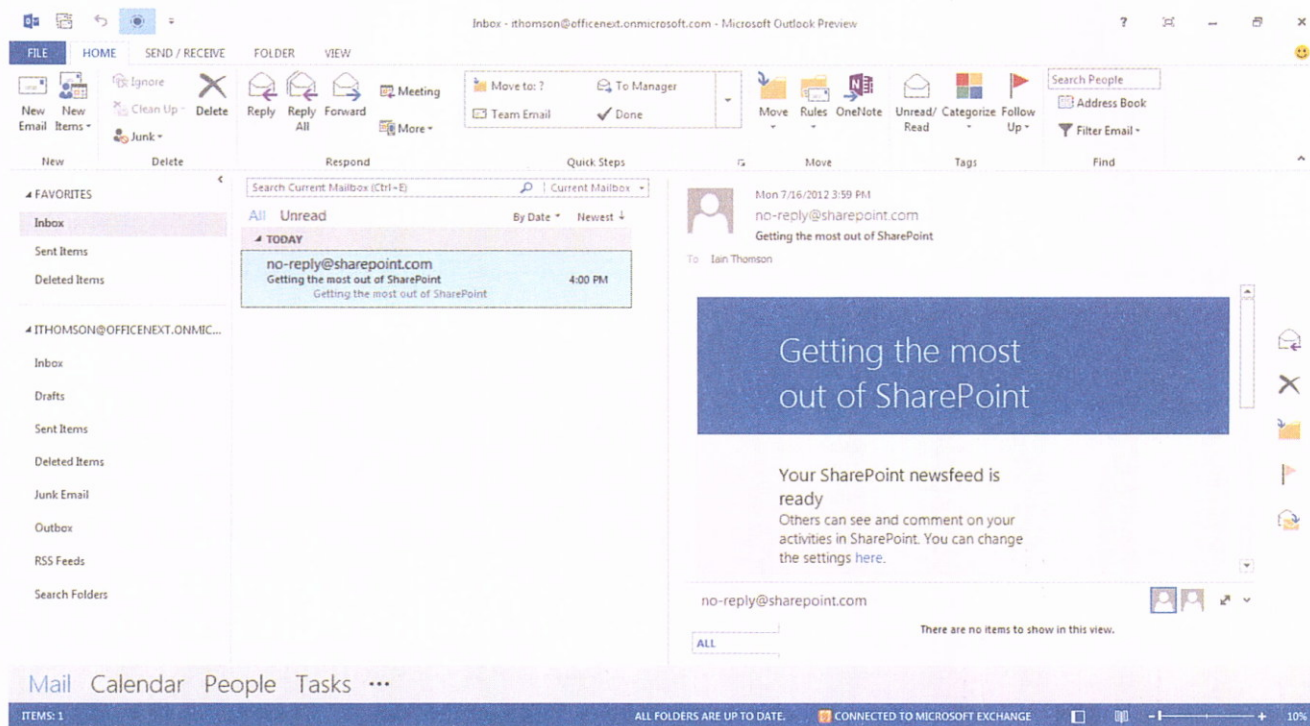 Inbox - ithomson@officenext.onmicrosoft.com - Microsoft Outlook Preview
?
FILE HOME SEND / RECEIVE FOLDER VIEW
New Email
New Items
Ignore
Clean Up
Junk
Delete
Reply
Reply All
Forward
Meeting
More
Move to: ?
Team Email
To Manager
Done
Move
Rules
OneNote
Unread/ Read
Categorize
Follow Up
Search People
Address Book
Filter Email
New Delete Respond Quick Steps Move Tags Find
FAVORITES
Inbox
Sent Items
Deleted Items
ITHOMSON@OFFICENEXT.ONMIC...
Inbox
Drafts
Sent Items
Deleted Items
Junk Email
Outbox
RSS Feeds
Search Folders
Search Current Mailbox (Ctrl+E) Current Mailbox
All Unread By Date Newest ↓
TODAY
no-reply@sharepoint.com
Getting the most out of SharePoint 4:00 PM
Getting the most out of SharePoint
Mon 7/16/2012 3:59 PM
no-reply@sharepoint.com
Getting the most out of SharePoint
To Iain Thomson
Getting the most
out of SharePoint
Your SharePoint newsfeed is
ready
Others can see and comment on your
activities in SharePoint. You can change
the settings here.
no-reply@sharepoint.com
ALL
There are no items to show in this view.
Mail Calendar People Tasks •••
ITEMS: 1 ALL FOLDERS ARE UP TO DATE. CONNECTED TO MICROSOFT EXCHANGE 10%